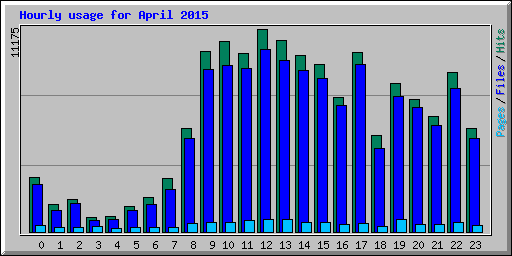 Hourly usage for April 2015
11175
Pages/Files/Hits
0 1 2 3 4 5 6 7 8 9 10 11 12 13 14 15 16 17 18 19 20 21 22 23